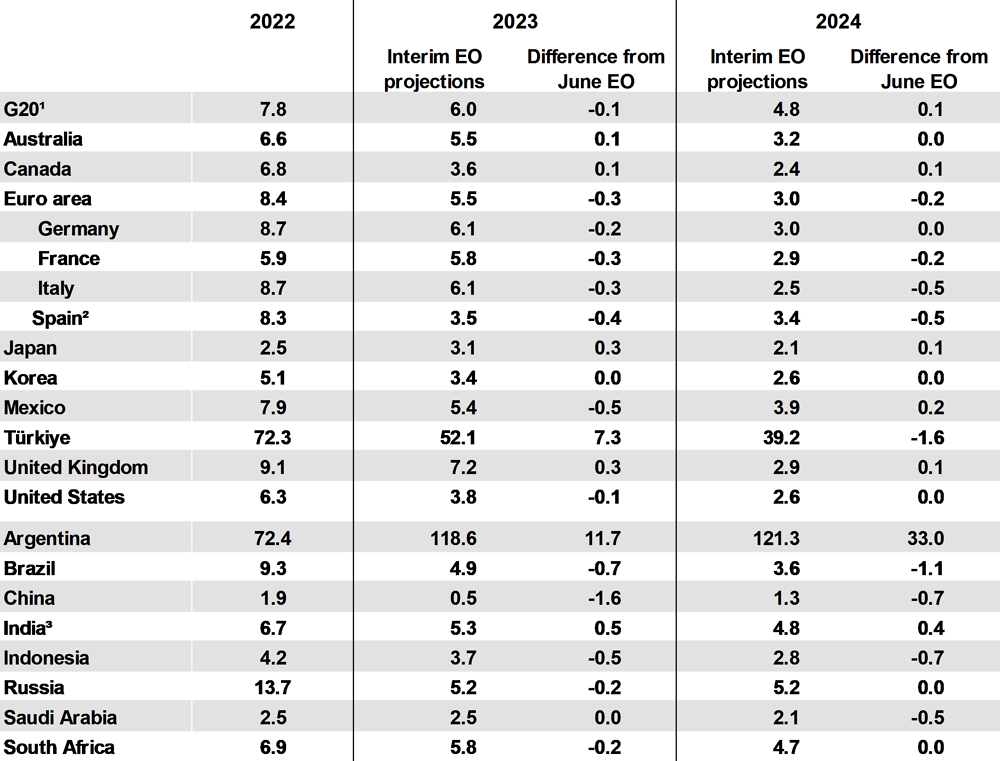 2022 2023 2024
Interim EO Difference from Interim EO Difference from
projections June EO projections June EO
G20¹ 7.8 6.0 -0.1 4.8 0.1
Australia 6.6 5.5 0.1 3.2 0.0
Canada 6.8 3.6 0.1 2.4 0.1
Euro area 8.4 5.5 -0.3 3.0 -0.2
Germany 8.7 6.1 -0.2 3.0 0.0
France 5.9 5.8 -0.3 2.9 -0.2
Italy 8.7 6.1 -0.3 2.5 -0.5
Spain² 8.3 3.5 -0.4 3.4 -0.5
Japan 2.5 3.1 0.3 2.1 0.1
Korea 5.1 3.4 0.0 2.6 0.0
Mexico 7.9 5.4 -0.5 3.9 0.2
Türkiye 72.3 52.1 7.3 39.2 -1.6
United Kingdom 9.1 7.2 0.3 2.9 0.1
United States 6.3 3.8 -0.1 2.6 0.0
Argentina 72.4 118.6 11.7 121.3 33.0
Brazil 9.3 4.9 -0.7 3.6 -1.1
China 1.9 0.5 -1.6 1.3 -0.7
India³ 6.7 5.3 0.5 4.8 0.4
Indonesia 4.2 3.7 -0.5 2.8 -0.7
Russia 13.7 5.2 -0.2 5.2 0.0
Saudi Arabia 2.5 2.5 0.0 2.1 -0.5
South Africa 6.9 5.8 -0.2 4.7 0.0